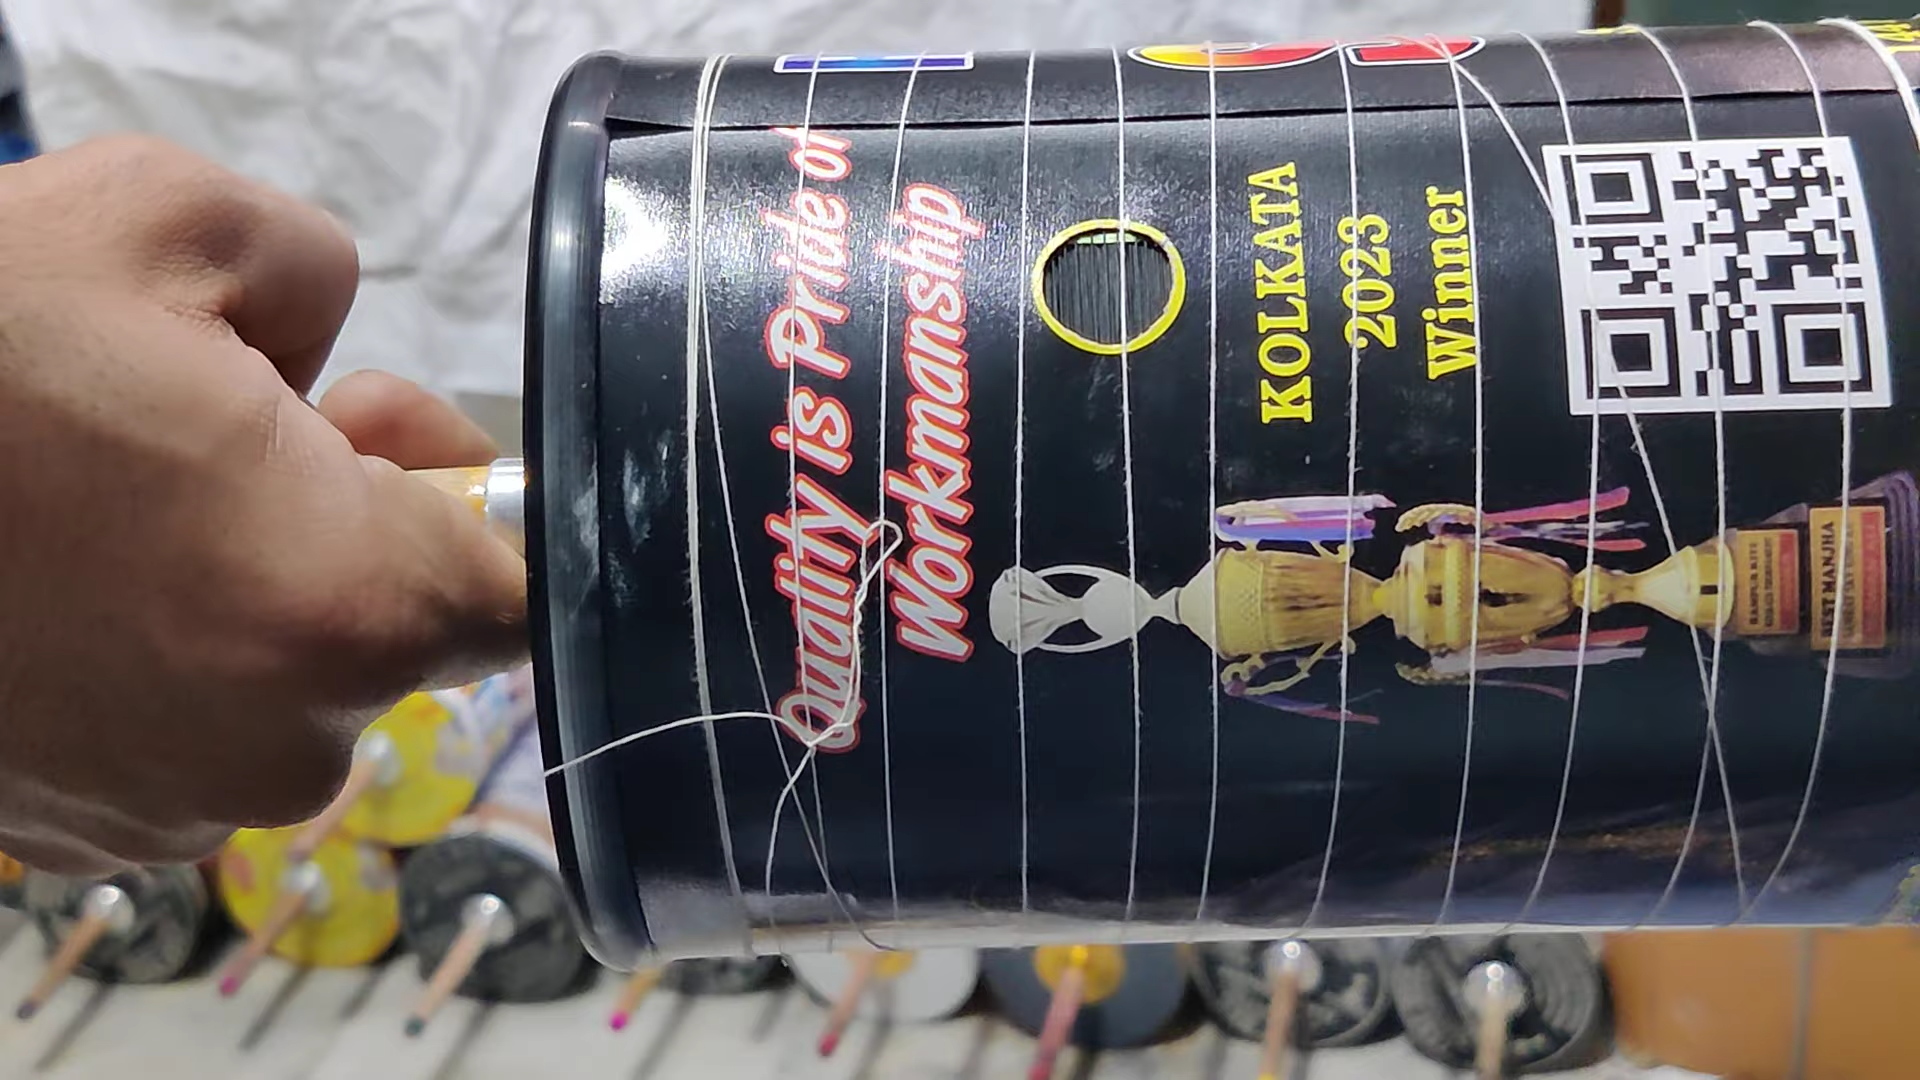 Quality is Pride of
Workmanship
KOLKATA
2023
Winner
BEST MANJHA